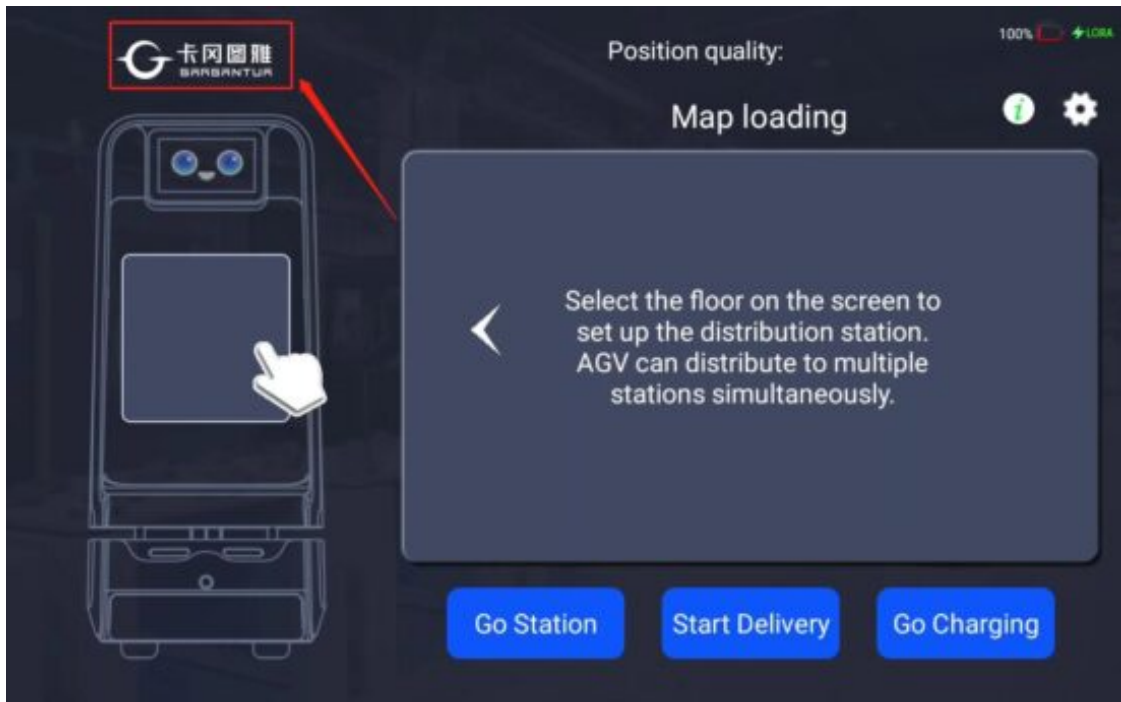 卡冈图雅
GARGANTUA
Position quality:
100%
LORA
Map loading
i
Select the floor on the screen to
set up the distribution station.
AGV can distribute to multiple
stations simultaneously.
Go Station
Start Delivery
Go Charging